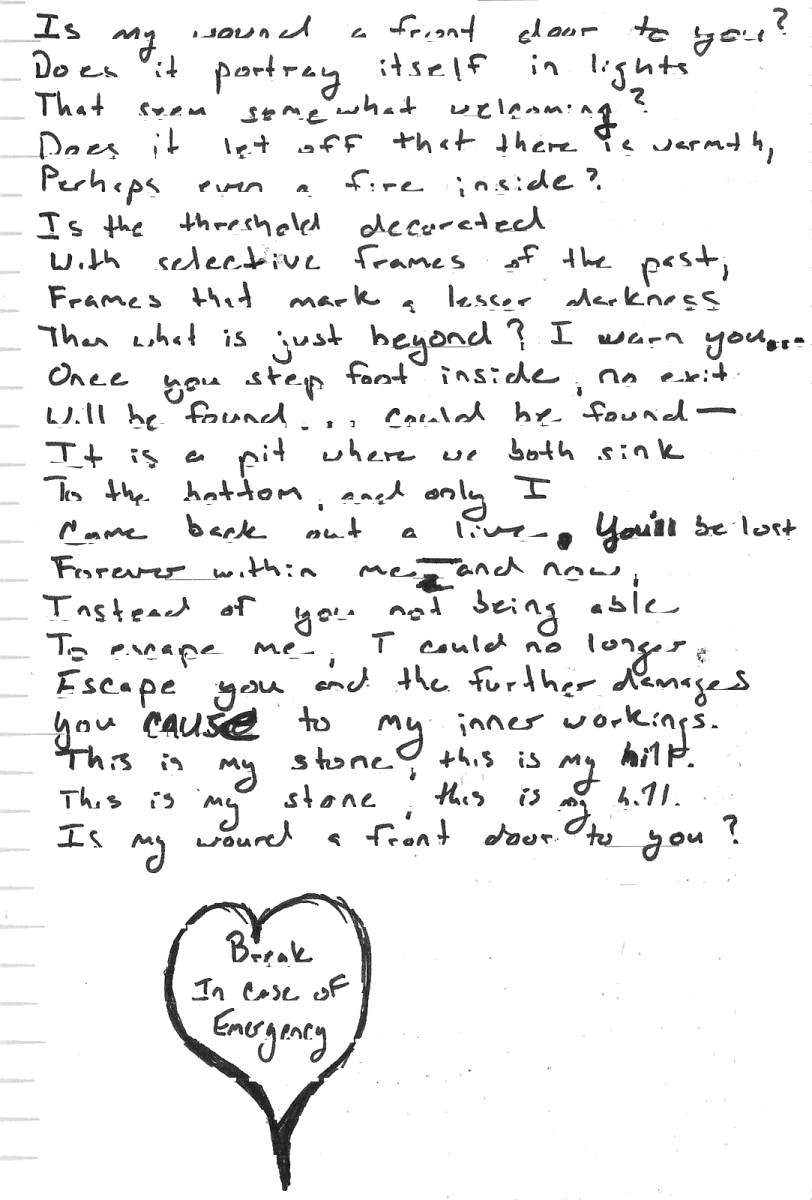 Is my wound a front door to you?
Does it portray itself in lights
That seem somewhat welcoming?
Does it let off that there is warmth,
Perhaps even a fire inside?
Is the threshold decorated
With selective frames of the past,
Frames that mark a lesser darkness
Than what is just beyond? I warn you...
Once you step foot inside, no exit
Will be found... could be found—
It is a pit where we both sink
To the bottom, and only I
Come back out a live. You'll be lost
Forever within me— and now,
Instead of you not being able
To escape me, I could no longer
Escape you and the further damages
you CAUSE to my inner workings.
This is my stone, this is my hill.
This is my stone, this is my hill.
Is my wound a front door to you?
Break
In Case of
Emergency